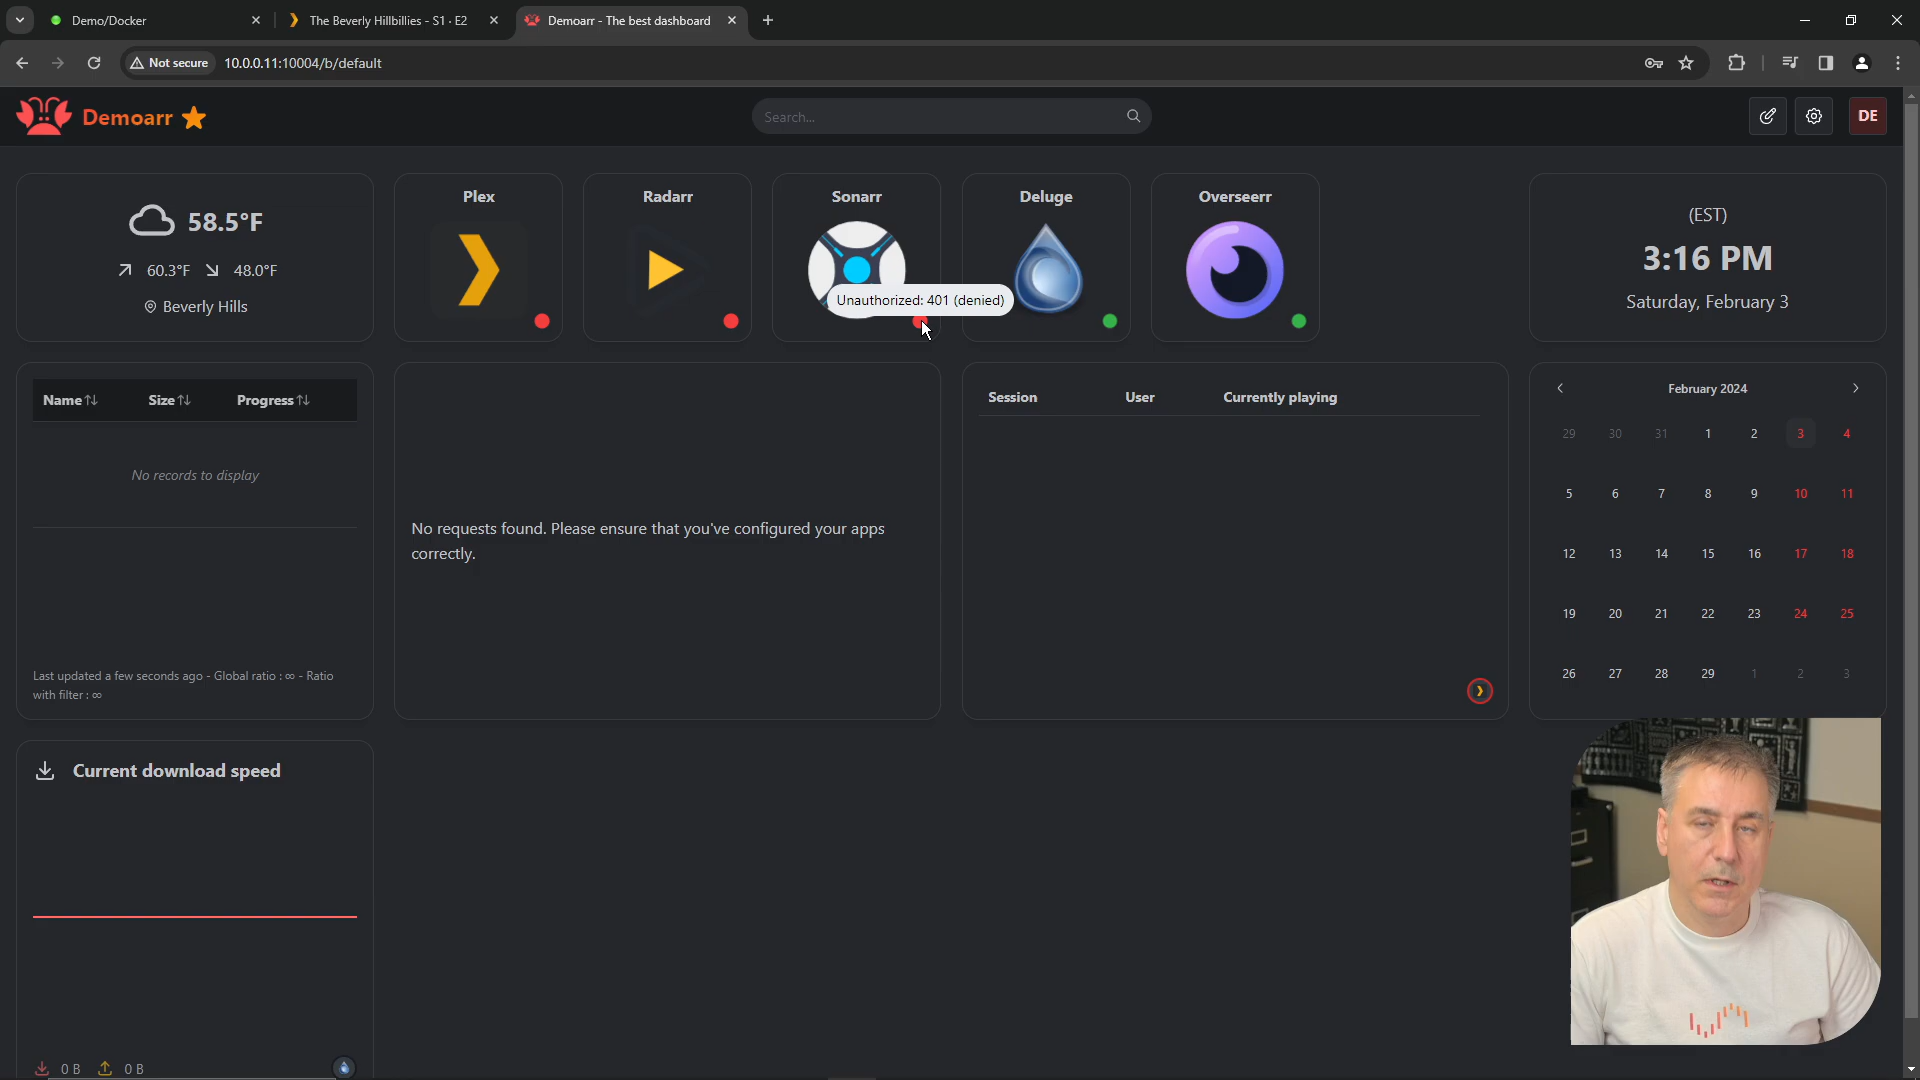 Demo/Docker
The Beverly Hillbillies - S1 · E2
Demoarr - The best dashboard
Not secure
10.0.0.11:10004/b/default
Demoarr
Search...
DE
58.5°F
60.3°F 48.0°F
Beverly Hills
Plex
Radarr
Sonarr
Unauthorized: 401 (denied)
Deluge
Overseerr
(EST)
3:16 PM
Saturday, February 3
Name Size Progress
No records to display
Last updated a few seconds ago - Global ratio : ∞ - Ratio
with filter : ∞
No requests found. Please ensure that you've configured your apps
correctly.
Session User Currently playing
February 2024
29 30 31 1 2 3 4
5 6 7 8 9 10 11
12 13 14 15 16 17 18
19 20 21 22 23 24 25
26 27 28 29 1 2 3
Current download speed
0 B 0 B